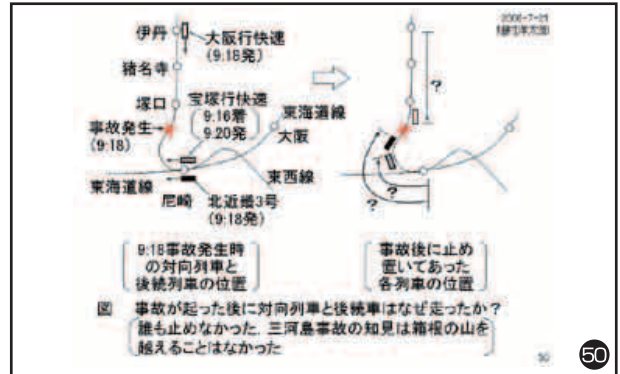 伊丹
大阪行快速
(9.18発)
猪名寺
塚口
宝塚行快速
9.16着
9.20発
東海道線
大阪
事故発生
(9:18)
東西線
東海道線
尼崎
北近畿3号
(9:18発)
?
?
?
9:18事故発生時
の対向列車と
後続列車の位置
事故後に止め
置いてあった
各列車の位置
図 事故が起った後に対向列車と後続車はなぜ走ったか?
誰も止めなかった. 三河島事故の知見は箱根の山を
越えることはなかった
50
50